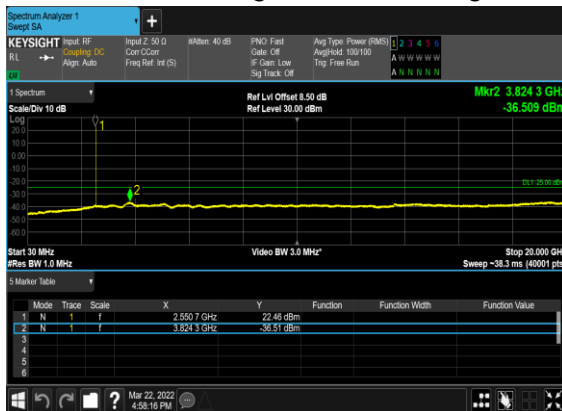 Spectrum Analyzer 1
Swept SA
KEYSIGHT Input: RF Input Z: 50 Ω #Atten: 40 dB PNO: Fast Avg Type: Power (RMS) 1 2 3 4 5 6
RL Coupling: DC Corr CCorr Gate: Off Avg|Hold: 100/100 A W W W W W
Align: Auto Freq Ref: Int (S) IF Gain: Low Trig: Free Run
Sig Track: Off A N N N N N
1 Spectrum Ref Lvl Offset 8.50 dB Mkr2 3.824 3 GHz
Scale/Div 10 dB Ref Level 30.00 dBm -36.509 dBm
Log
20.0
10.0
0.00
-10.0
-20.0
-30.0
-40.0
-50.0
-60.0
1
2
DL1 -25.00 dBm
Start 30 MHz Video BW 3.0 MHz* Stop 20.000 GHz
#Res BW 1.0 MHz Sweep ~38.3 ms (40001 pts)
5 Marker Table
Mode Trace Scale X Y Function Function Width Function Value
1 N 1 f 2.550 7 GHz 22.46 dBm
2 N 1 f 3.824 3 GHz -36.51 dBm
3
4
5
6
Mar 22, 2022
4:58:16 PM